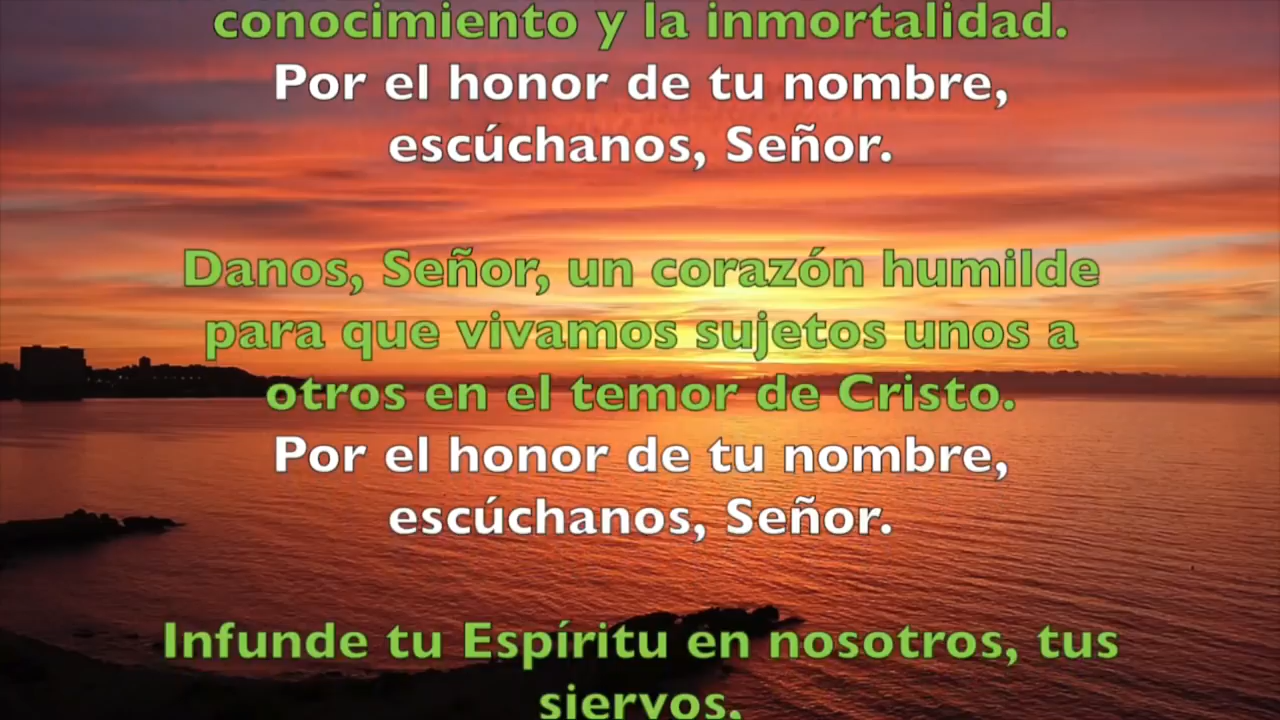 conocimiento y la inmortalidad.
Por el honor de tu nombre,
escúchanos, Señor.
Danos, Señor, un corazón humilde
para que vivamos sujetos unos a
otros en el temor de Cristo.
Por el honor de tu nombre,
escúchanos, Señor.
Infunde tu Espíritu en nosotros, tus
siervos,